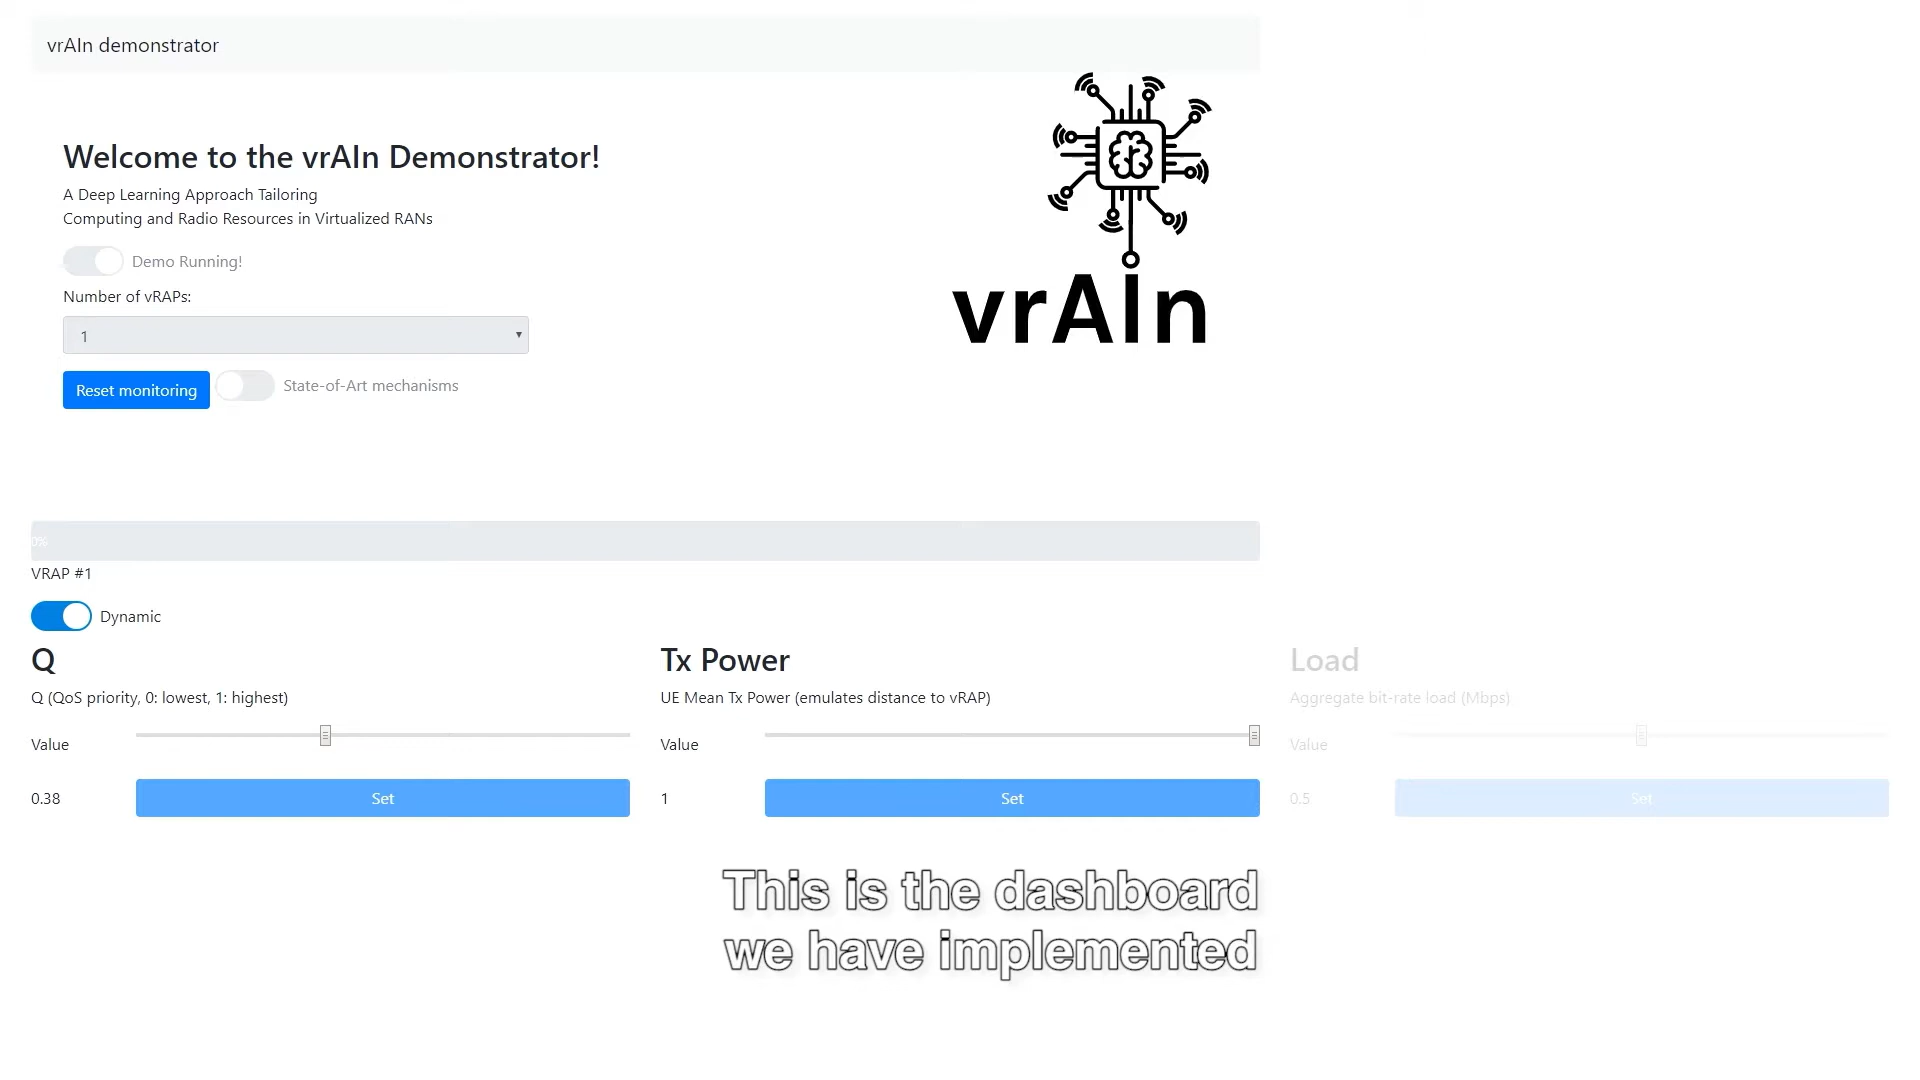 vrAIn demonstrator
Welcome to the vrAIn Demonstrator!
A Deep Learning Approach Tailoring
Computing and Radio Resources in Virtualized RANs
Demo Running!
Number of vRAPs:
1
Reset monitoring
State-of-Art mechanisms
vrAIn
0%
VRAP #1
Dynamic
Q
Q (QoS priority, 0: lowest, 1: highest)
Value
0.38
Set
Tx Power
UE Mean Tx Power (emulates distance to vRAP)
Value
1
Set
Load
Aggregate bit-rate load (Mbps)
Value
0.5
Set
This is the dashboard
we have implemented